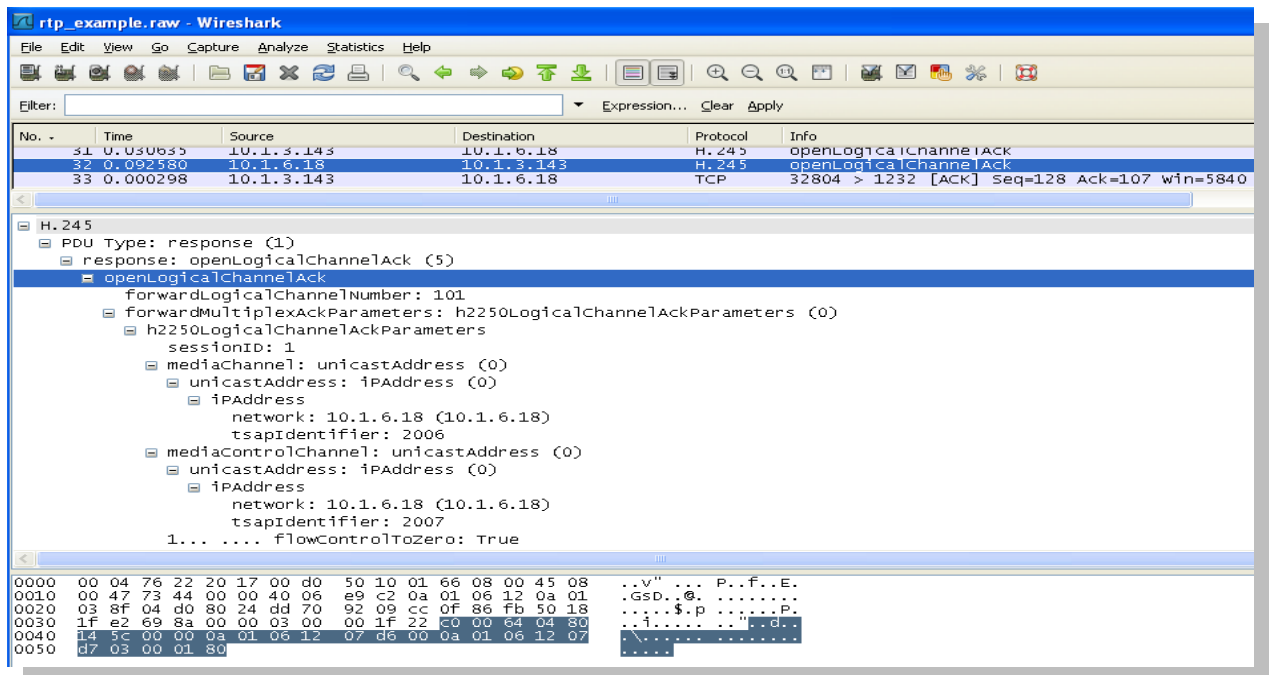 rtp_example.raw - Wireshark
File Edit View Go Capture Analyze Statistics Help
Filter: Expression... Clear Apply
No. . Time Source Destination Protocol Info
31 0.030635 10.1.3.143 10.1.6.18 H.245 openLogicalChannelAck
32 0.092580 10.1.6.18 10.1.3.143 H.245 openLogicalChannelAck
33 0.000298 10.1.3.143 10.1.6.18 TCP 32804 > 1232 [ACK] Seq=128 Ack=107 Win=5840
H.245
PDU Type: response (1)
response: openLogicalChannelAck (5)
openLogicalChannelAck
forwardLogicalChannelNumber: 101
forwardMultiplexAckParameters: h2250LogicalChannelAckParameters (0)
h2250LogicalChannelAckParameters
sessionID: 1
mediaChannel: unicastAddress (0)
unicastAddress: iPAddress (0)
iPAddress
network: 10.1.6.18 (10.1.6.18)
tsapIdentifier: 2006
mediaControlChannel: unicastAddress (0)
unicastAddress: iPAddress (0)
iPAddress
network: 10.1.6.18 (10.1.6.18)
tsapIdentifier: 2007
1... .... flowControlToZero: True
0000 00 04 76 22 20 17 00 d0 50 10 01 66 08 00 45 08 ..v" ... P..f..E.
0010 00 47 73 44 00 00 40 06 e9 c2 0a 01 06 12 0a 01 .GsD..@. ........
0020 03 8f 04 d0 80 24 dd 70 92 09 cc 0f 86 fb 50 18 .....$.p ......P.
0030 1f e2 69 8a 00 00 03 00 00 1f 22 c0 00 64 04 80 ..i..... .."..d..
0040 14 5c 00 00 0a 01 06 12 07 d6 00 0a 01 06 12 07 .\...... ........
0050 d7 03 00 01 80 .....